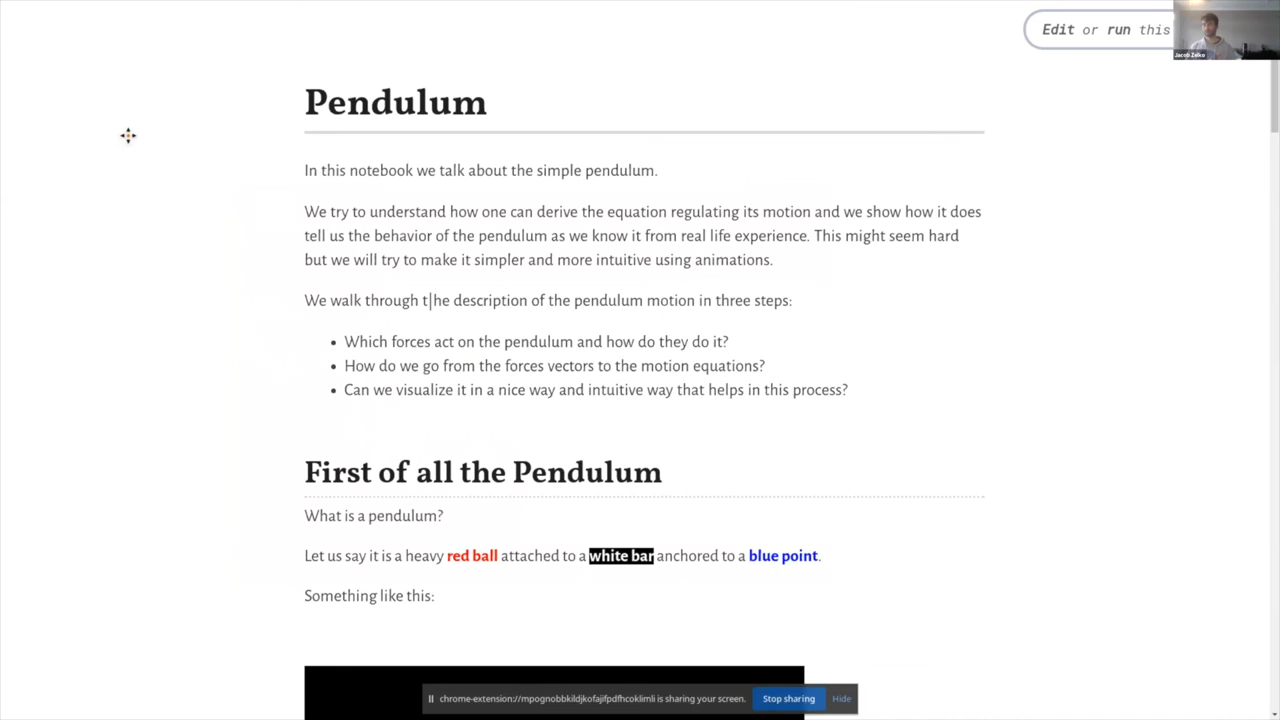 Edit or run this
Jacob Zelko
Pendulum
In this notebook we talk about the simple pendulum.
We try to understand how one can derive the equation regulating its motion and we show how it does
tell us the behavior of the pendulum as we know it from real life experience. This might seem hard
but we will try to make it simpler and more intuitive using animations.
We walk through the description of the pendulum motion in three steps:
• Which forces act on the pendulum and how do they do it?
• How do we go from the forces vectors to the motion equations?
• Can we visualize it in a nice way and intuitive way that helps in this process?
First of all the Pendulum
What is a pendulum?
Let us say it is a heavy red ball attached to a white bar anchored to a blue point.
Something like this:
chrome-extension://mpognobbkildjkofajifpdfhcoklimli is sharing your screen. Stop sharing Hide